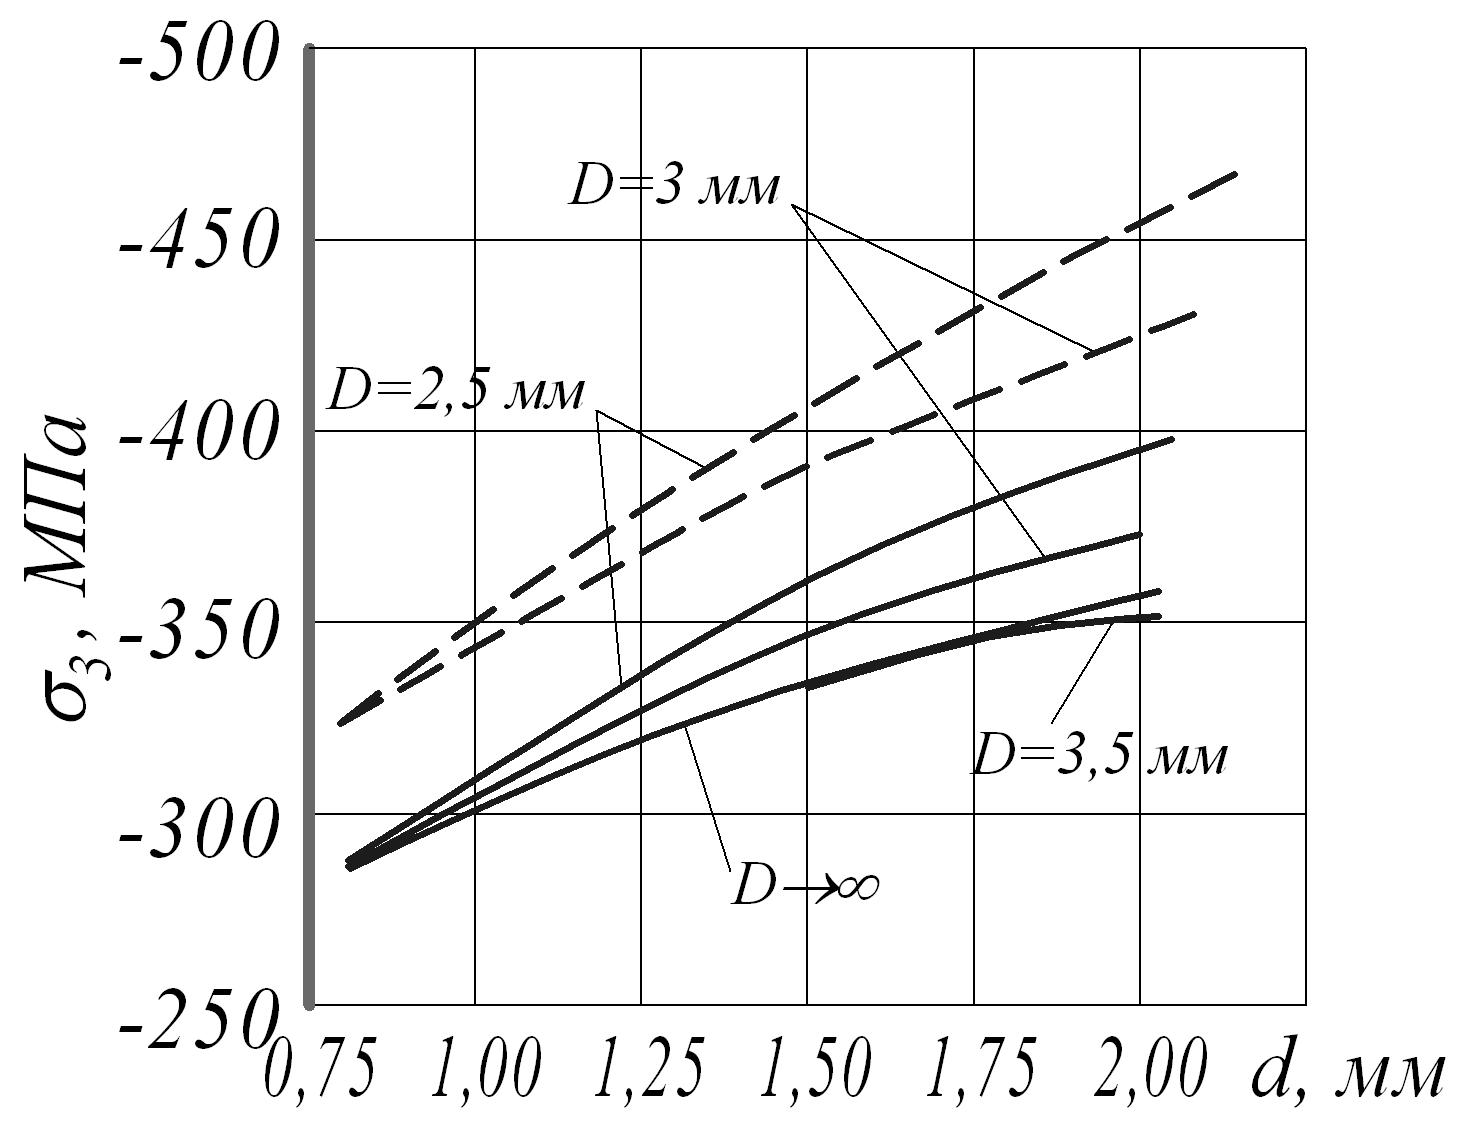 -500
D=3 мм
-450
D=2,5 мм
-400
σ3, МПа
-350
D=3,5 мм
-300
D→∞
-250
0,75 1,00 1,25 1,50 1,75 2,00 d, мм